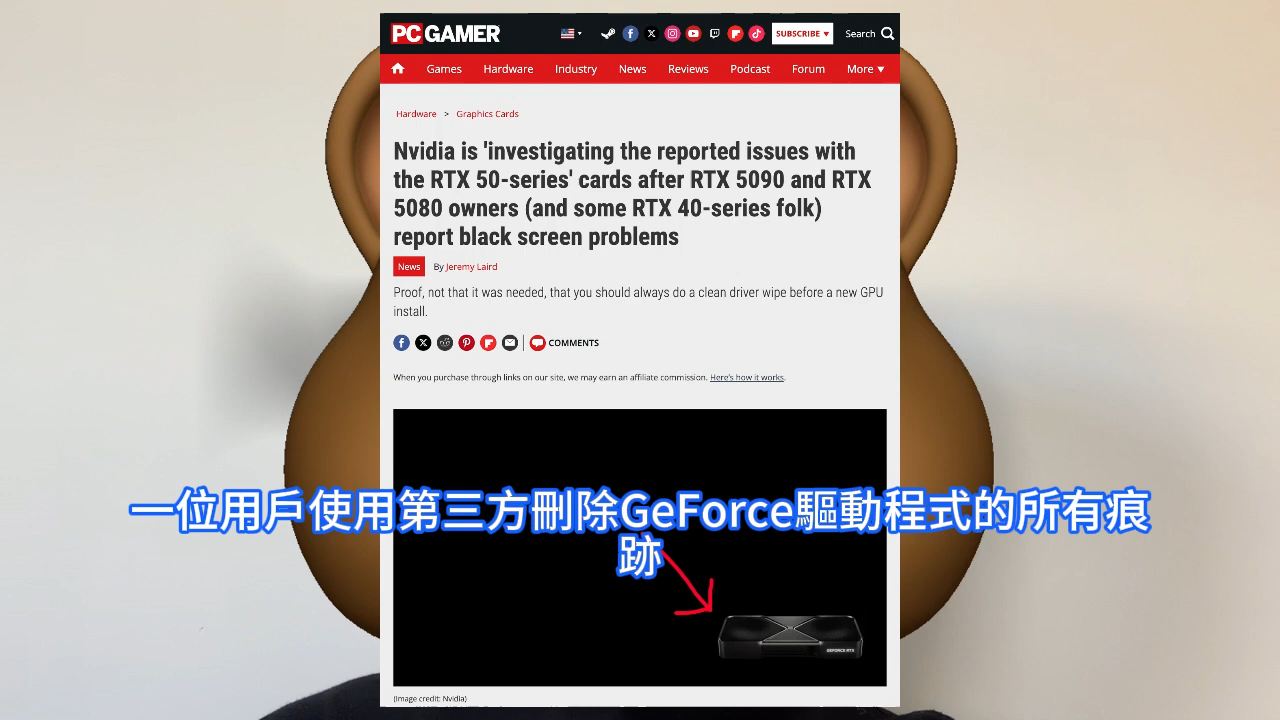 PC GAMER
SUBSCRIBE
Search
Games Hardware Industry News Reviews Podcast Forum More
Hardware > Graphics Cards
Nvidia is 'investigating the reported issues with
the RTX 50-series' cards after RTX 5090 and RTX
5080 owners (and some RTX 40-series folk)
report black screen problems
News By Jeremy Laird
Proof, not that it was needed, that you should always do a clean driver wipe before a new GPU
install.
COMMENTS
When you purchase through links on our site, we may earn an affiliate commission. Here's how it works.
一位用戶使用第三方刪除GeForce驅動程式的所有痕
跡
GEFORCE RTX
(Image credit: Nvidia)